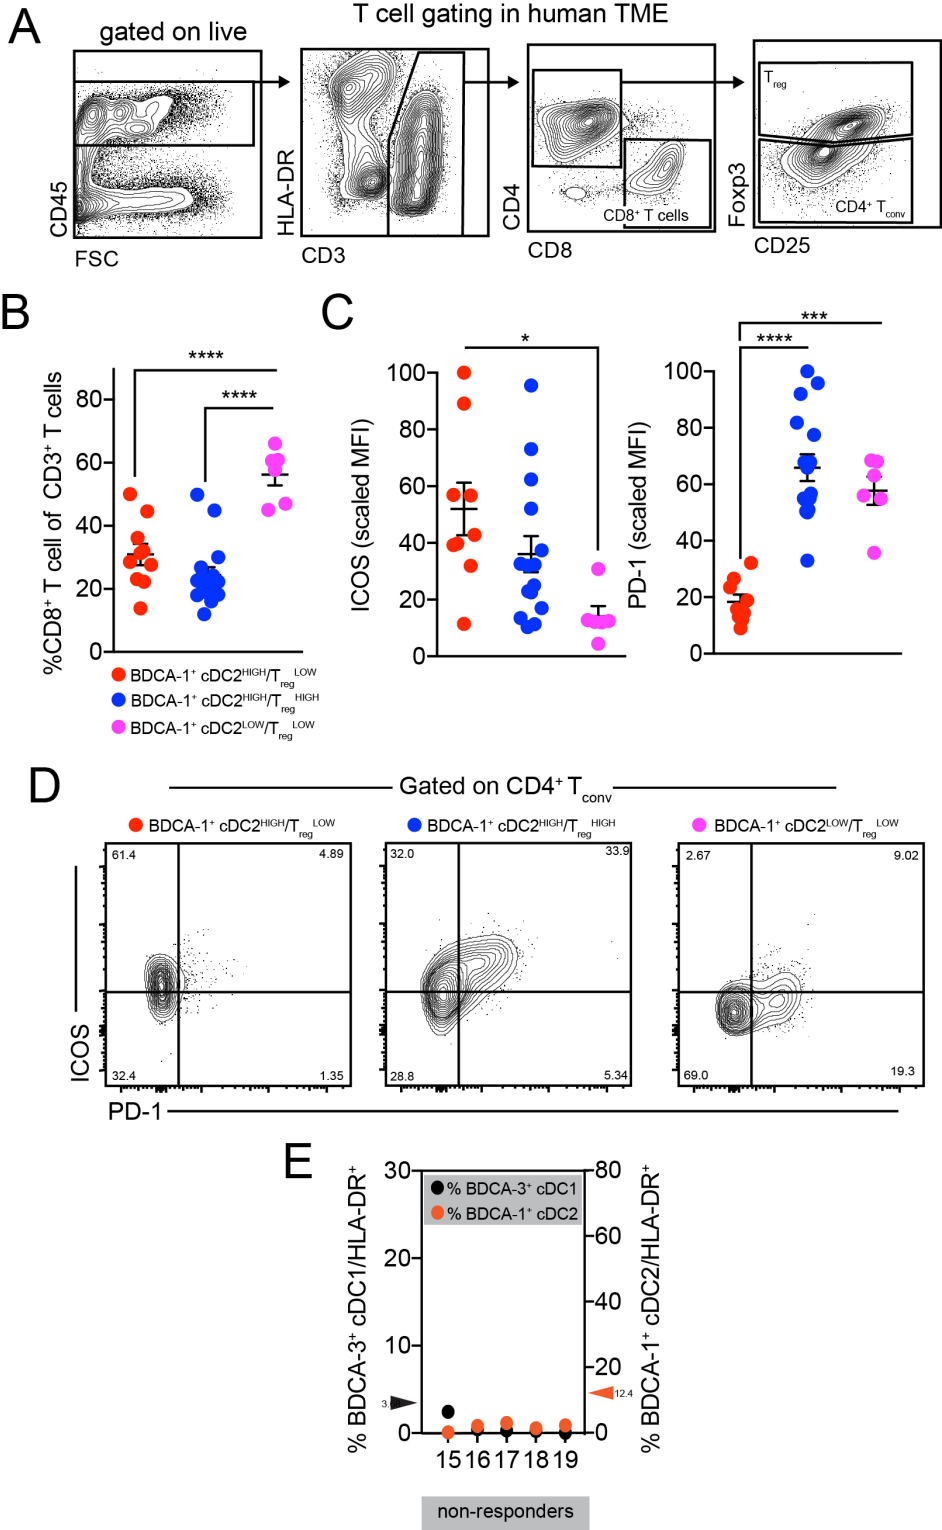 A
T cell gating in human TME
gated on live
CD45
FSC
HLA-DR
CD3
CD4
CD8⁺ T cells
CD8
Foxp3
Treg
CD4⁺ Tconv
CD25
B
%CD8⁺ T cell of CD3⁺ T cells
80
60
40
20
0
****
****
BDCA-1⁺ cDC2HIGH/TregLOW
BDCA-1⁺ cDC2HIGH/TregHIGH
BDCA-1⁺ cDC2LOW/TregLOW
C
ICOS (scaled MFI)
100
80
60
40
20
0
*
PD-1 (scaled MFI)
100
80
60
40
20
0
***
****
D
Gated on CD4⁺ Tconv
BDCA-1⁺ cDC2HIGH/TregLOW
BDCA-1⁺ cDC2HIGH/TregHIGH
BDCA-1⁺ cDC2LOW/TregLOW
61.4 4.89
32.4 1.35
32.0 33.9
28.8 5.34
2.67 9.02
69.0 19.3
ICOS
PD-1
E
% BDCA-3⁺ cDC1/HLA-DR⁺
30
20
10
0
% BDCA-3⁺ cDC1
% BDCA-1⁺ cDC2
80
60
40
20
0
12.4
% BDCA-1⁺ cDC2/HLA-DR⁺
15 16 17 18 19
non-responders